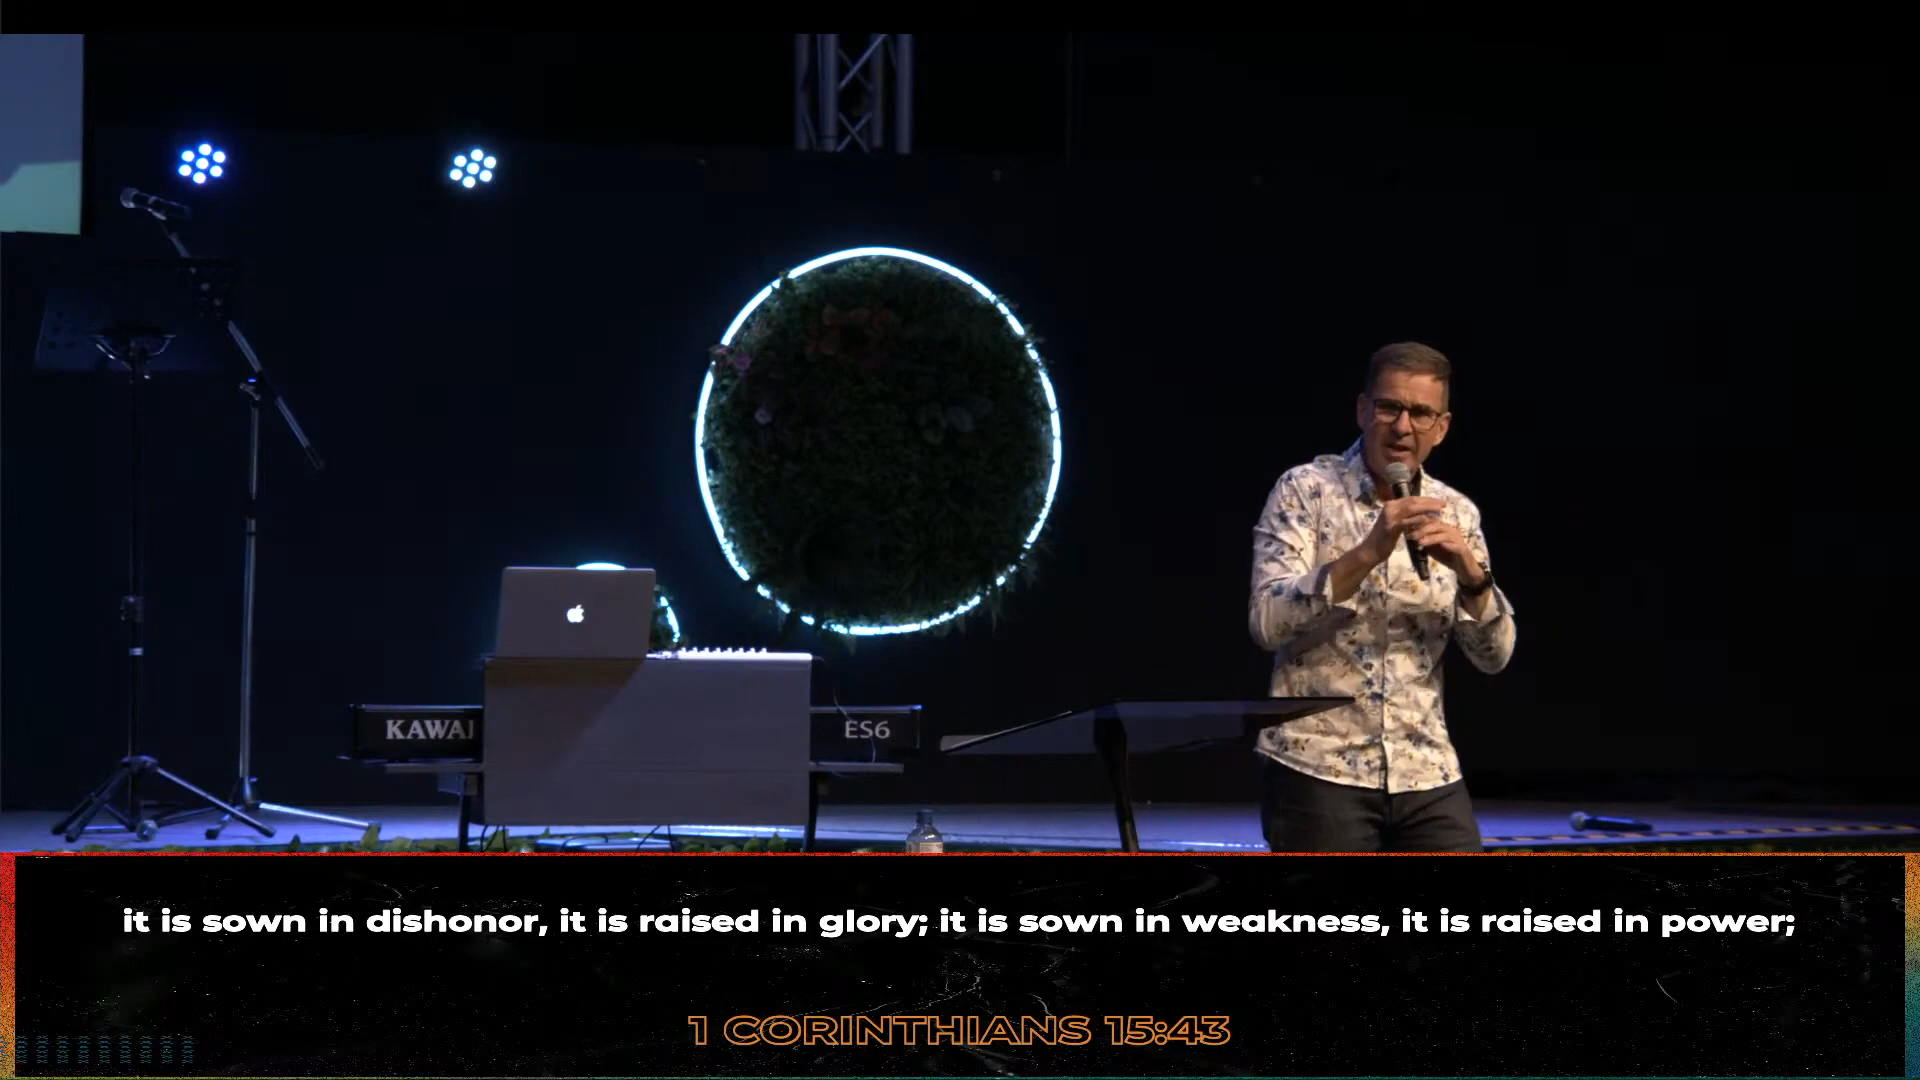 KAWAI
ES6
it is sown in dishonor, it is raised in glory; it is sown in weakness, it is raised in power;
1 CORINTHIANS 15:43